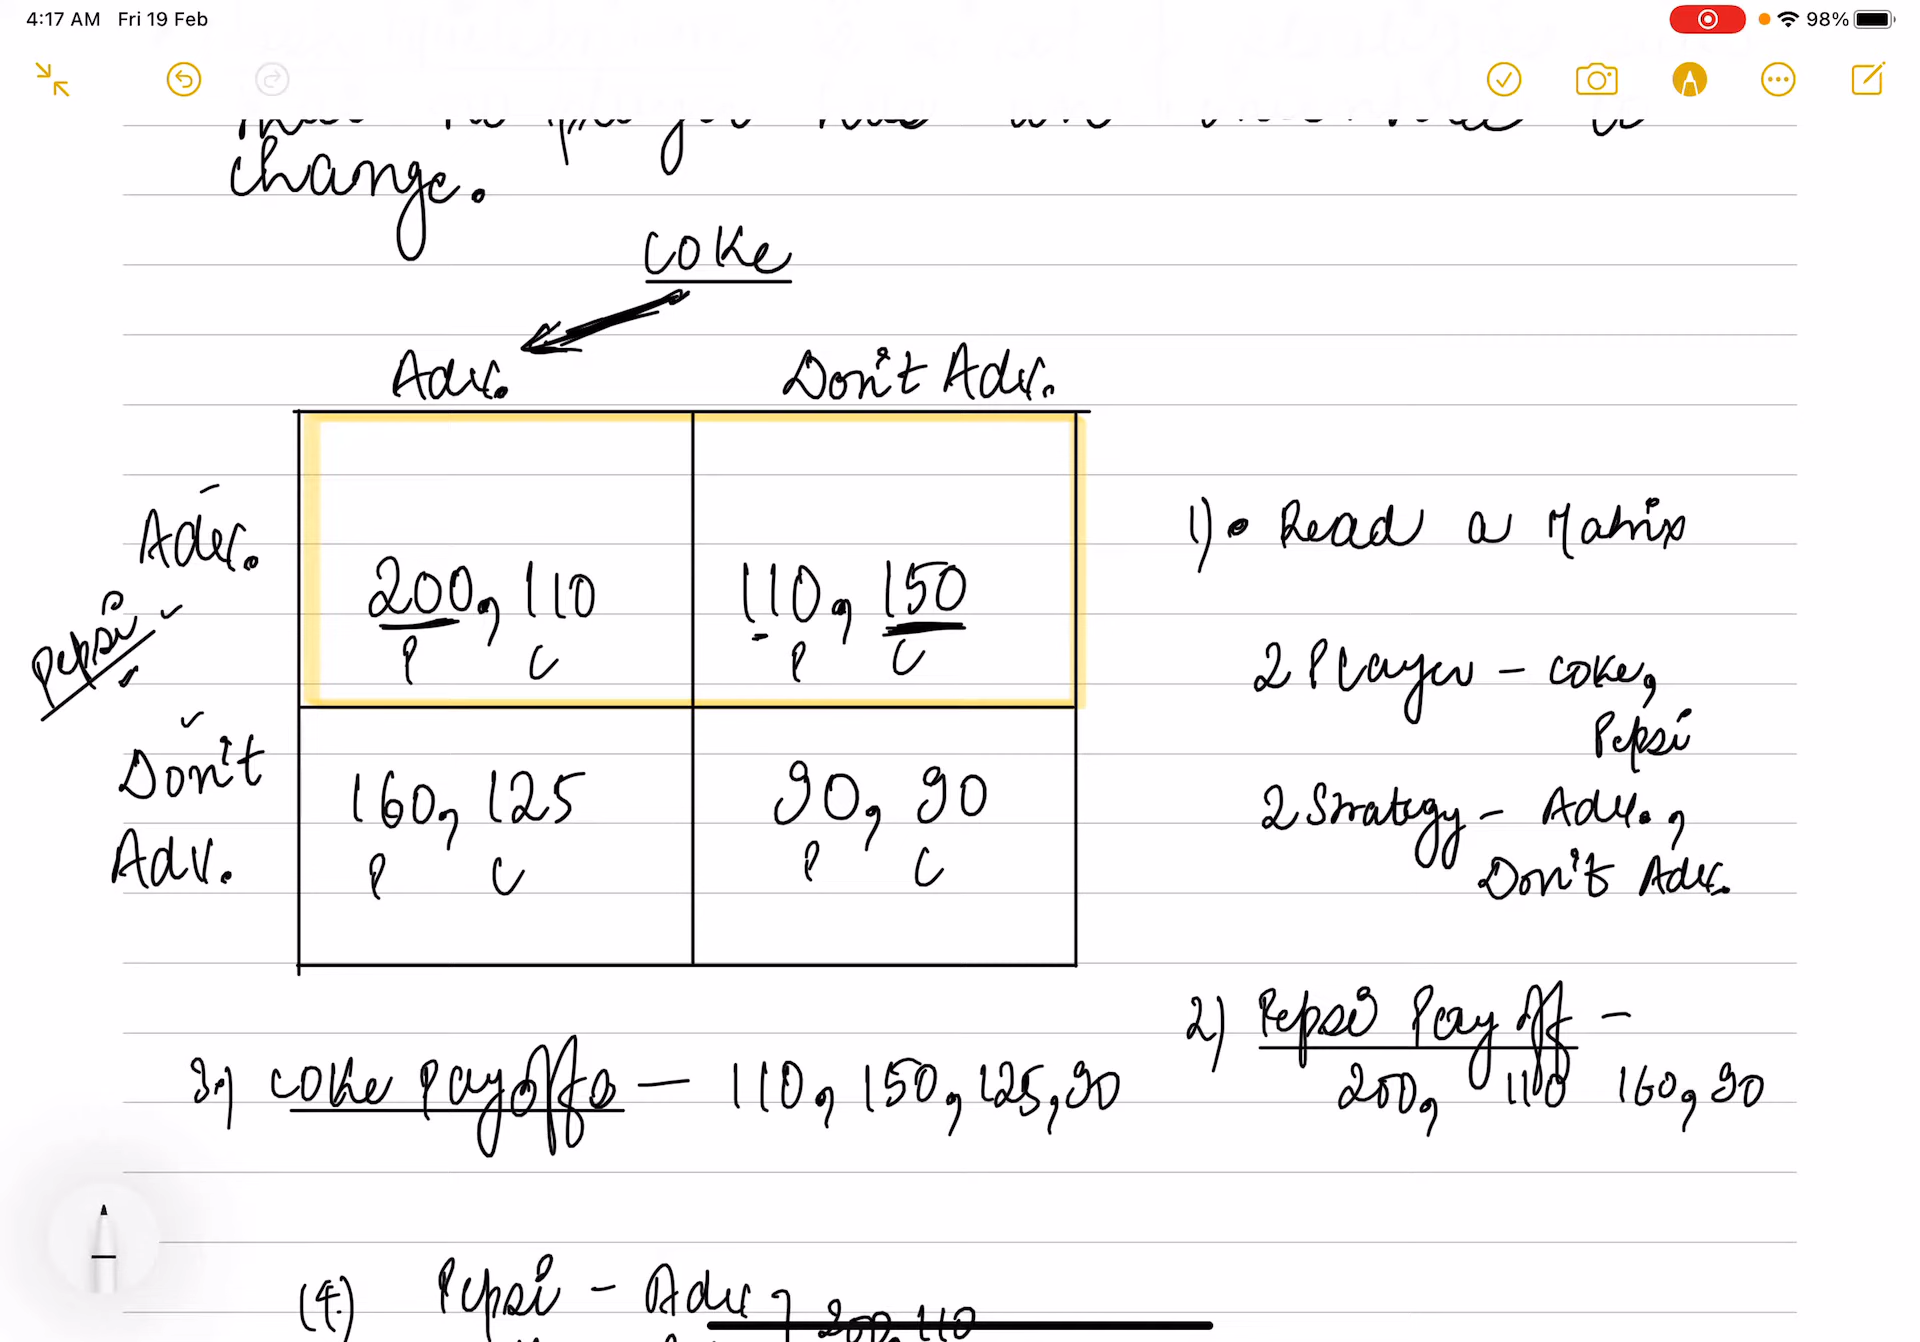 4:17 AM Fri 19 Feb
98%
change.
Coke
Adv. Don't Adv.
Adv.
Pepsi
200, 110 110, 150
P C P C
Don't
Adv.
160, 125 90, 90
P C P C
1) • Read a Matrix
2 Player - Coke,
Pepsi
2 Strategy - Adv.,
Don't Adv.
2) Pepsi Pay off -
200, 110 160, 90
3) Coke Payoffs - 110, 150, 125, 90
(4) Pepsi - Adv
200, 110